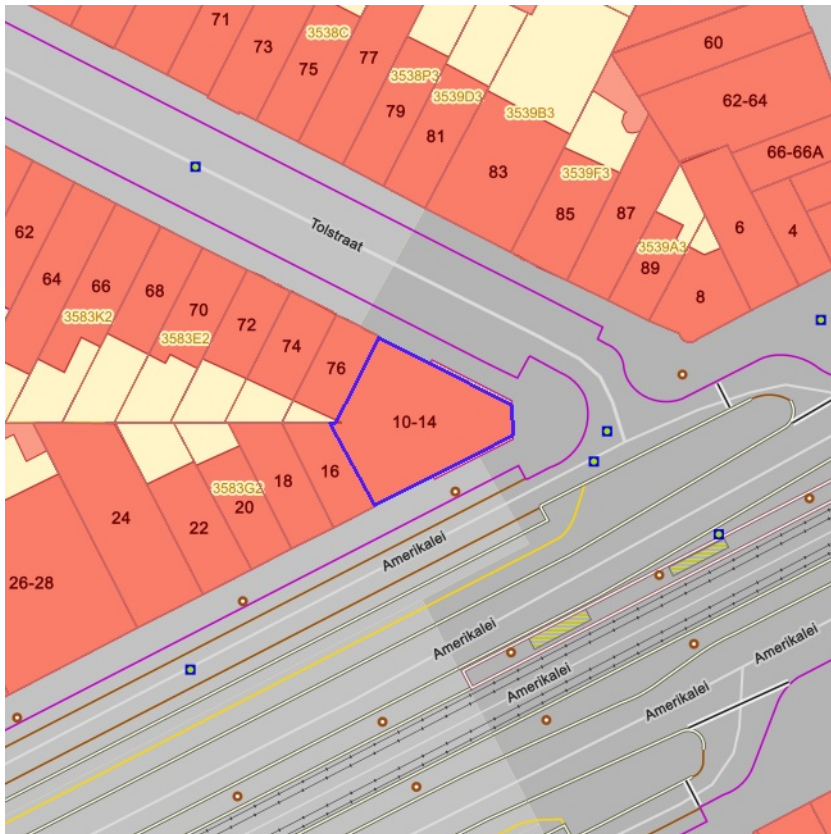 71
73
3538C
75
77
3538P3
79
3539D3
81
3539B3
83
60
62-64
66-66A
3539F3
85
87
3539A3
89
6
4
8
Tolstraat
62
64
66
3583K2
68
70
3583E2
72
74
76
10-14
16
18
3583G2
20
22
24
26-28
Amerikalei
Amerikalei
Amerikalei
Amerikalei
Amerikalei